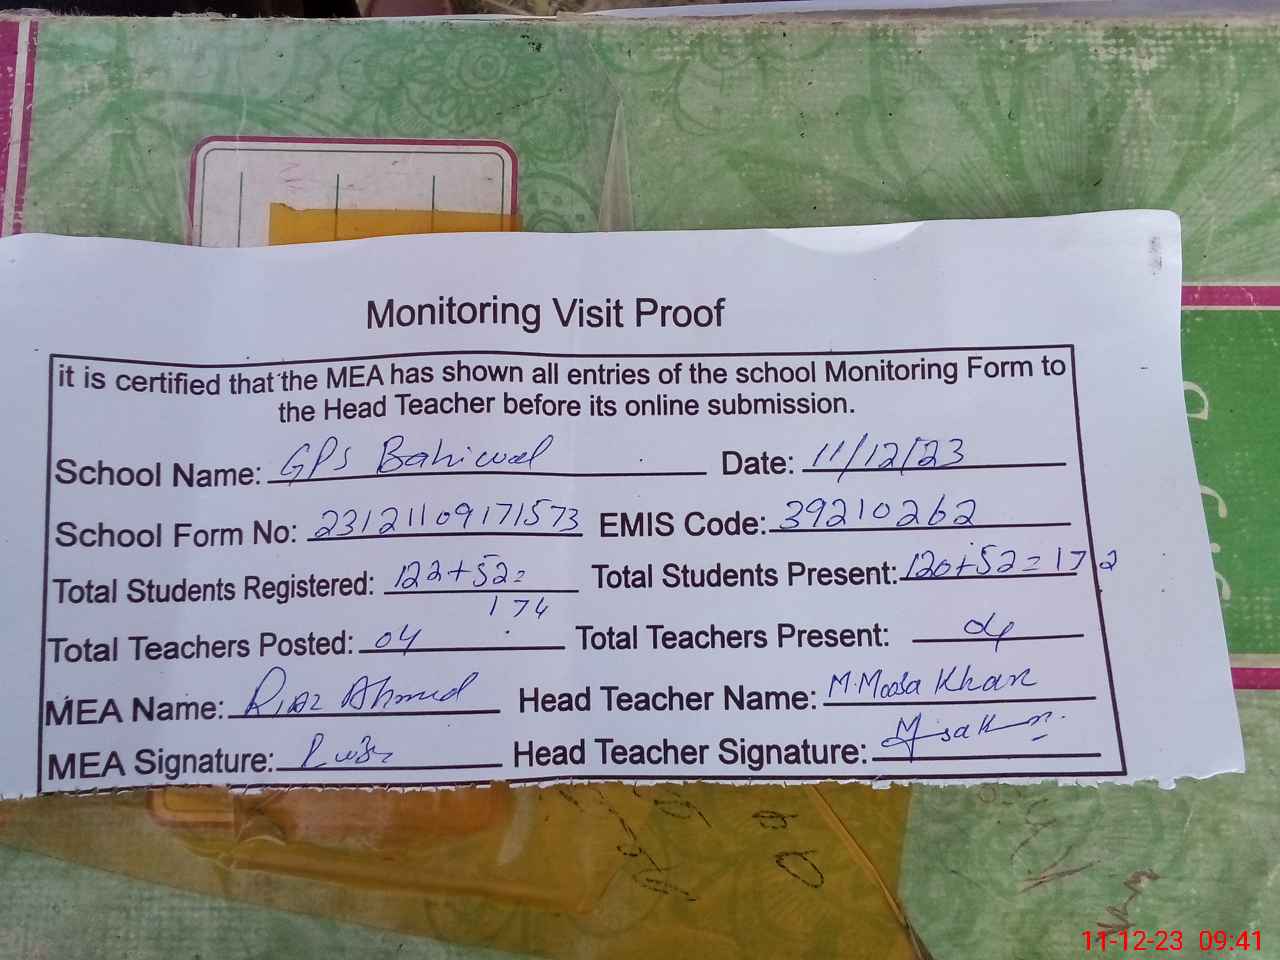 Monitoring Visit Proof
it is certified that the MEA has shown all entries of the school Monitoring Form to
the Head Teacher before its online submission.
School Name: GPS Bahiwal Date: 11/12/23
School Form No: 23121109171573 EMIS Code: 39210262
Total Students Registered: 122+52= Total Students Present: 120+52=172
174
Total Teachers Posted: 04 Total Teachers Present: 04
MEA Name: Riaz Ahmed Head Teacher Name: M.Moosa Khan
MEA Signature: Head Teacher Signature:
11-12-23 09:41